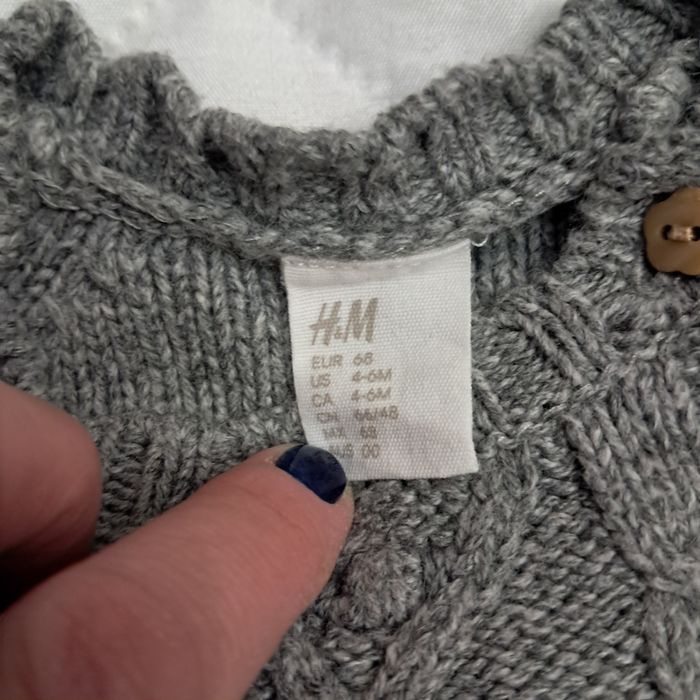 H&M
EUR 68
US 4-6M
CA 4-6M
CN 66/48
MX 68
AUS 00